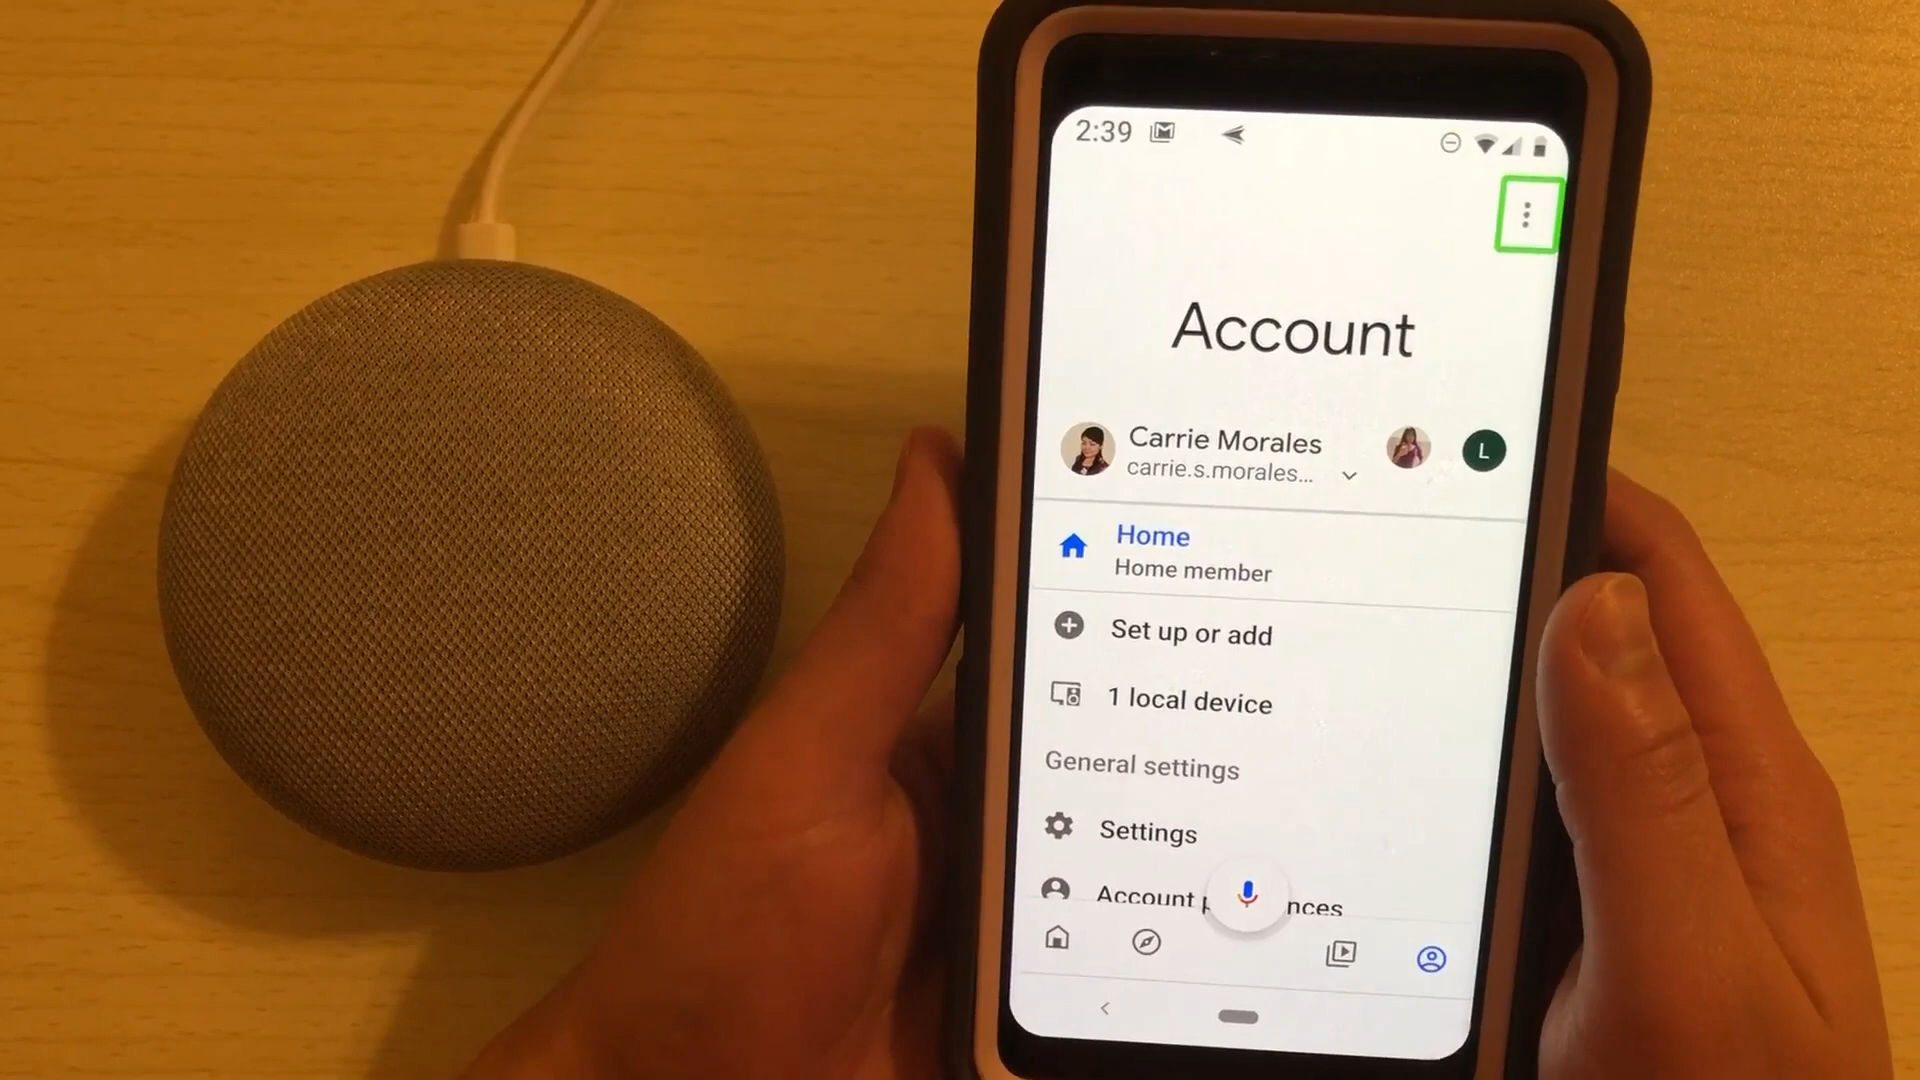 2:39
Account
Carrie Morales
carrie.s.morales...
L
Home
Home member
Set up or add
1 local device
General settings
Settings
Account p nces